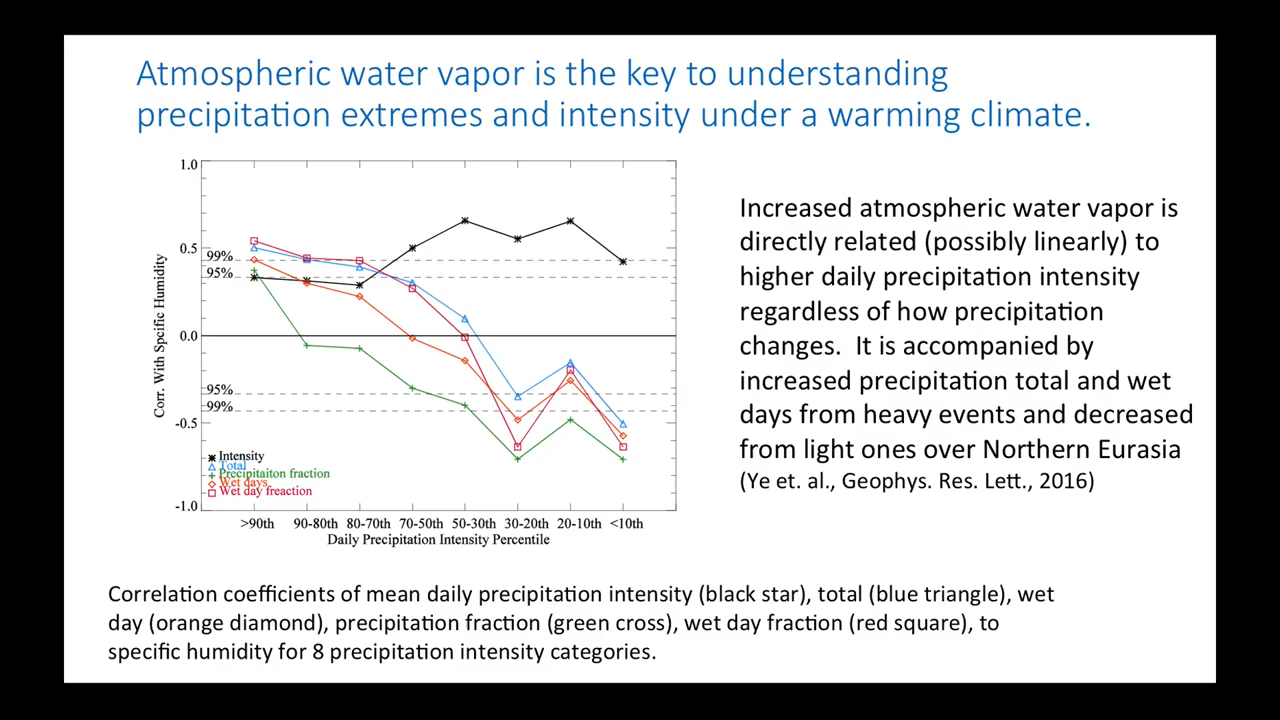 Atmospheric water vapor is the key to understanding
precipitation extremes and intensity under a warming climate.
1.0
0.5
99%
95%
0.0
95%
99%
-0.5
-1.0
Corr. With Spcific Humidity
Intensity
Total
Precipitaiton fraction
Wet days
Wet day freaction
>90th 90-80th 80-70th 70-50th 50-30th 30-20th 20-10th <10th
Daily Precipitation Intensity Percentile
Increased atmospheric water vapor is
directly related (possibly linearly) to
higher daily precipitation intensity
regardless of how precipitation
changes. It is accompanied by
increased precipitation total and wet
days from heavy events and decreased
from light ones over Northern Eurasia
(Ye et. al., Geophys. Res. Lett., 2016)
Correlation coefficients of mean daily precipitation intensity (black star), total (blue triangle), wet
day (orange diamond), precipitation fraction (green cross), wet day fraction (red square), to
specific humidity for 8 precipitation intensity categories.